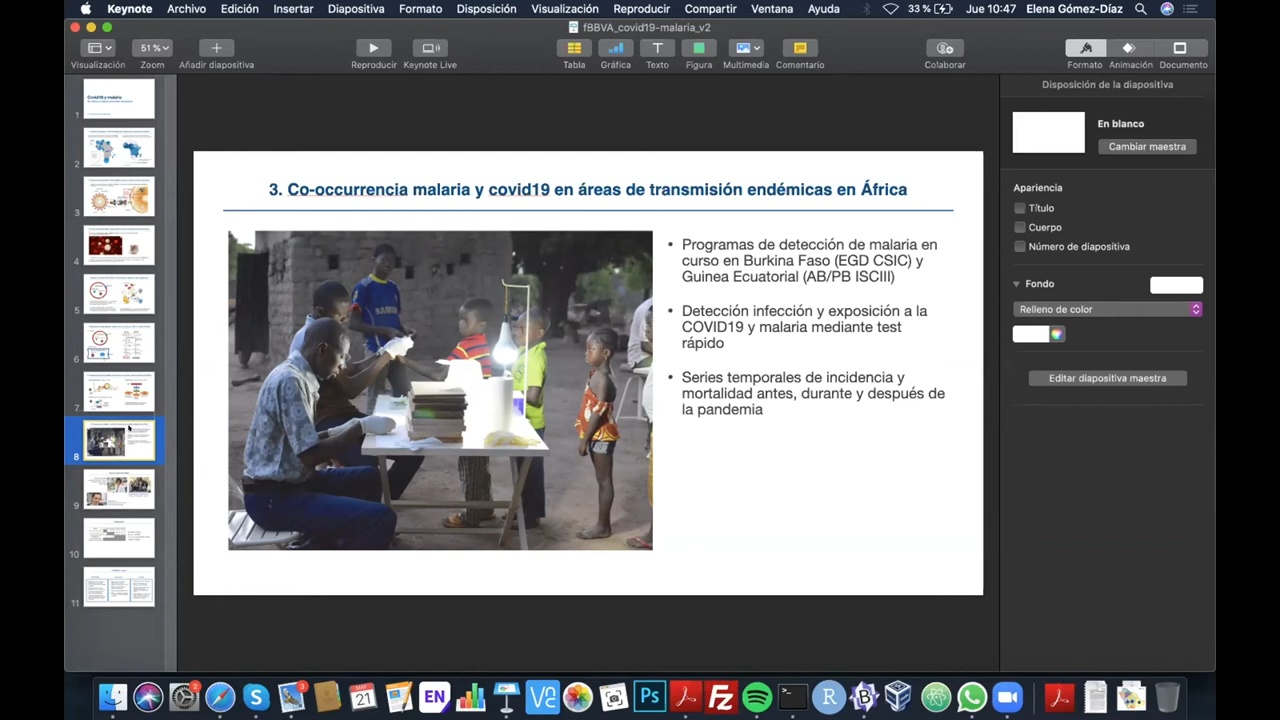 Keynote Archivo Edición Insertar Diapositiva Formato Disposición Visualización Reproducir Compartir Ventana Ayuda 33 % Jue 10:47 Elena Gómez-Díaz
fBBVA_covid19-malaria_v2
51 %
Visualización Zoom Añadir diapositiva Reproducir Keynote Live Tabla Gráfica Texto Figura Multimedia Comentario Colaborar Formato Animación Documento
Disposición de la diapositiva
En blanco
Cambiar maestra
Apariencia
Título
Cuerpo
Número de diapositiva
Fondo
Relleno de color
Editar diapositiva maestra
1
2
3
4
5
6
7
8
9
10
11
3. Co-occurrencia malaria y covid19 en áreas de transmisión endémicas en África
• Programas de detección de malaria en
curso en Burkina Faso (EGD CSIC) y
Guinea Ecuatorial (AB/PB ISCIII)
• Detección infección y exposición a la
COVID19 y malaria mediante test
rápido
• Series temporales de incidencia y
mortalidad antes, durante y después de
la pandemia
2
3
MAY
21
EN
Ps